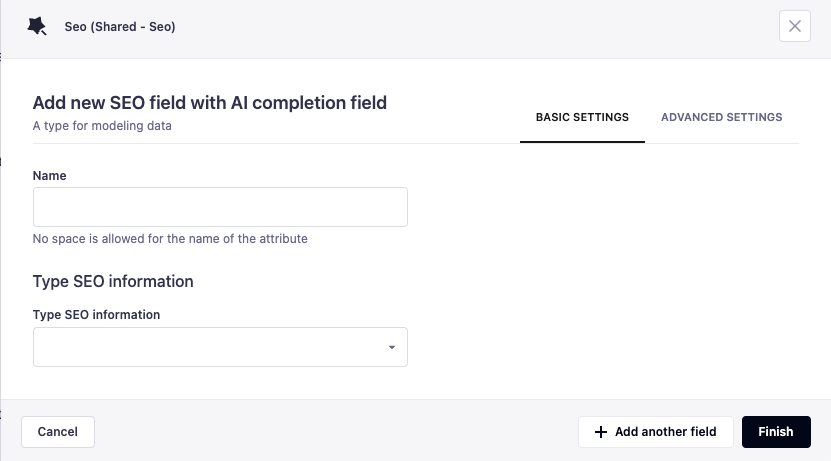 Seo (Shared - Seo)
Add new SEO field with AI completion field
A type for modeling data
BASIC SETTINGS
ADVANCED SETTINGS
Name
No space is allowed for the name of the attribute
Type SEO information
Type SEO information
Cancel
Add another field
Finish